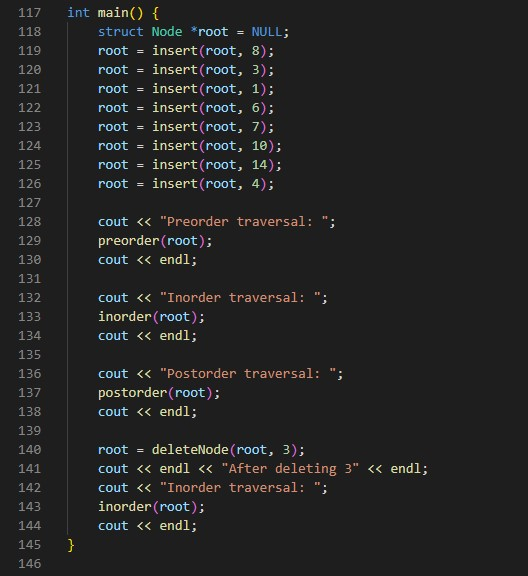 117 int main() {
118     struct Node *root = NULL;
119     root = insert(root, 8);
120     root = insert(root, 3);
121     root = insert(root, 1);
122     root = insert(root, 6);
123     root = insert(root, 7);
124     root = insert(root, 10);
125     root = insert(root, 14);
126     root = insert(root, 4);
127
128     cout << "Preorder traversal: ";
129     preorder(root);
130     cout << endl;
131
132     cout << "Inorder traversal: ";
133     inorder(root);
134     cout << endl;
135
136     cout << "Postorder traversal: ";
137     postorder(root);
138     cout << endl;
139
140     root = deleteNode(root, 3);
141     cout << endl << "After deleting 3" << endl;
142     cout << "Inorder traversal: ";
143     inorder(root);
144     cout << endl;
145 }
146